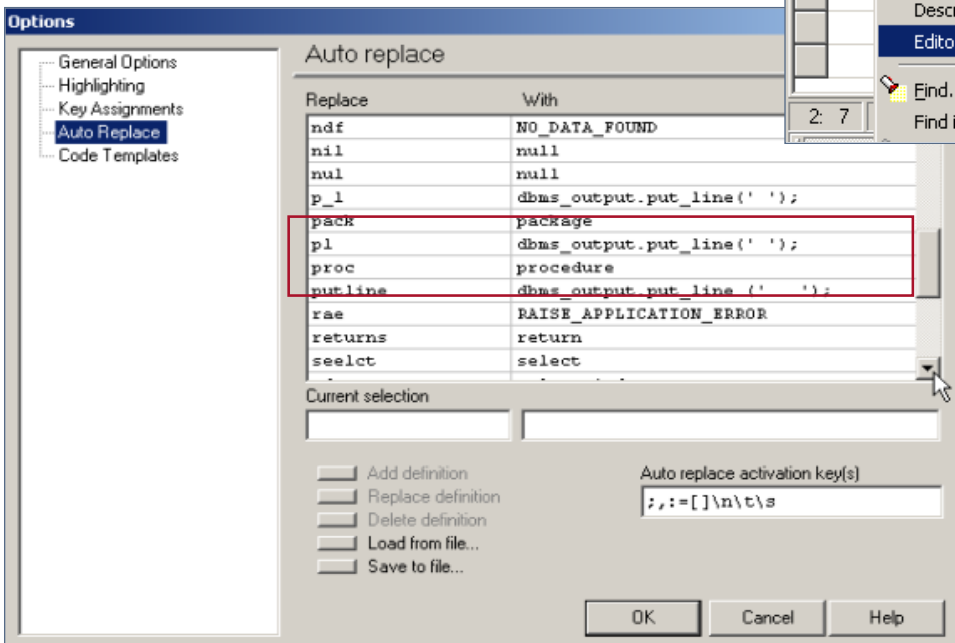 Options
Descr
Edito
Find.
Find i
2: 7
General Options
Highlighting
Key Assignments
Auto Replace
Code Templates
Auto replace
Replace With
ndf NO_DATA_FOUND
nil null
nul null
p_l dbms_output.put_line(' ');
pack package
pl dbms_output.put_line(' ');
proc procedure
putline dbms_output.put_line (' ');
rae RAISE_APPLICATION_ERROR
returns return
seelct select
Current selection
Add definition
Replace definition
Delete definition
Load from file...
Save to file...
Auto replace activation key(s)
;,:=[]\n\t\s
OK Cancel Help